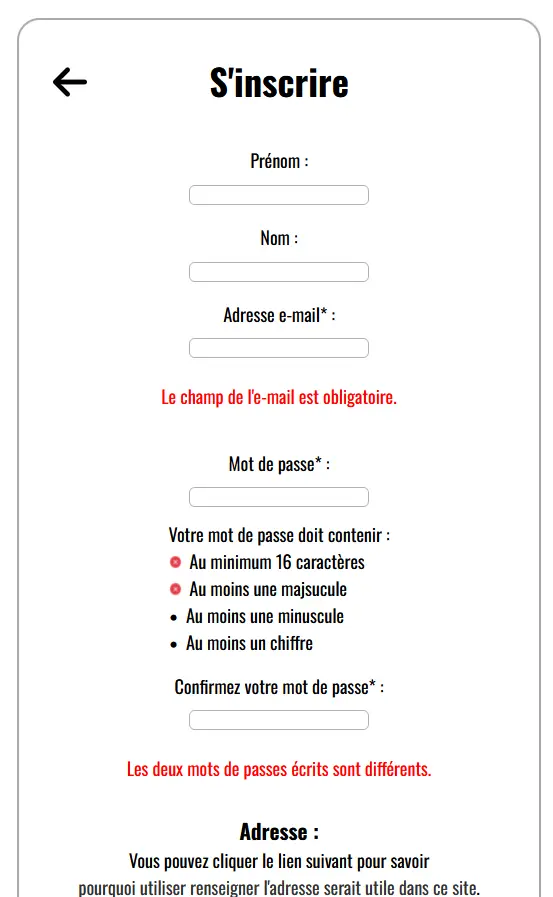 S'inscrire
Prénom :
Nom :
Adresse e-mail* :
Le champ de l'e-mail est obligatoire.
Mot de passe* :
Votre mot de passe doit contenir :
Au minimum 16 caractères
Au moins une majsucule
• Au moins une minuscule
• Au moins un chiffre
Confirmez votre mot de passe* :
Les deux mots de passes écrits sont différents.
Adresse :
Vous pouvez cliquer le lien suivant pour savoir
pourquoi utiliser renseigner l'adresse serait utile dans ce site.